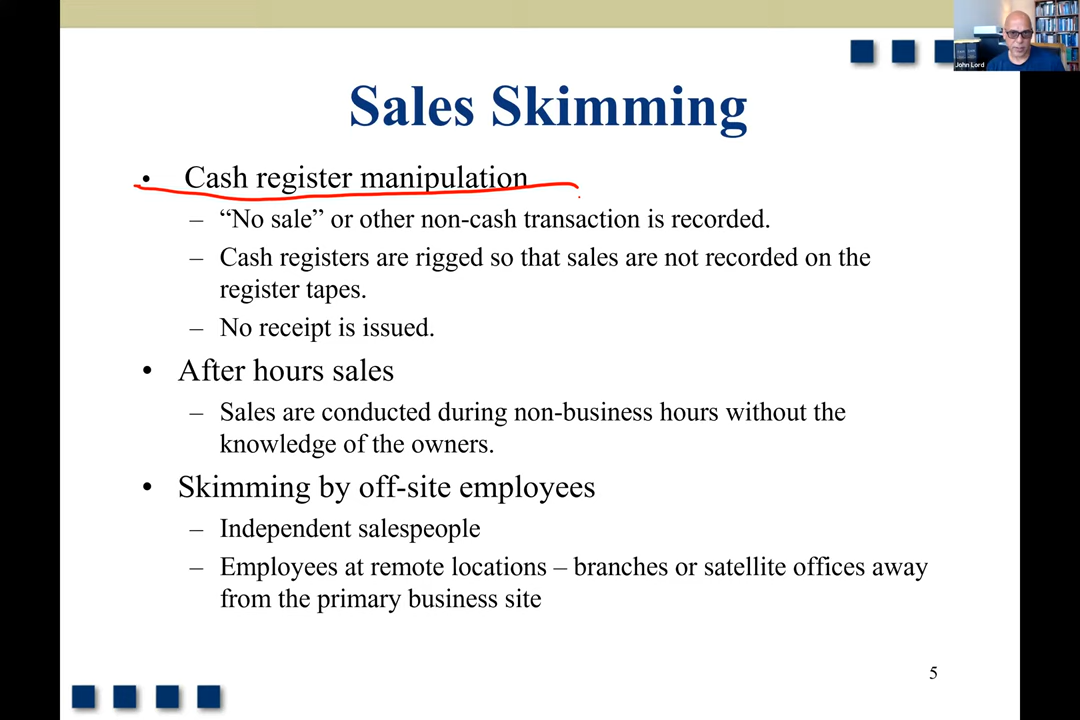 John Lord
Sales Skimming
• Cash register manipulation
– “No sale” or other non-cash transaction is recorded.
– Cash registers are rigged so that sales are not recorded on the
register tapes.
– No receipt is issued.
• After hours sales
– Sales are conducted during non-business hours without the
knowledge of the owners.
• Skimming by off-site employees
– Independent salespeople
– Employees at remote locations – branches or satellite offices away
from the primary business site
5